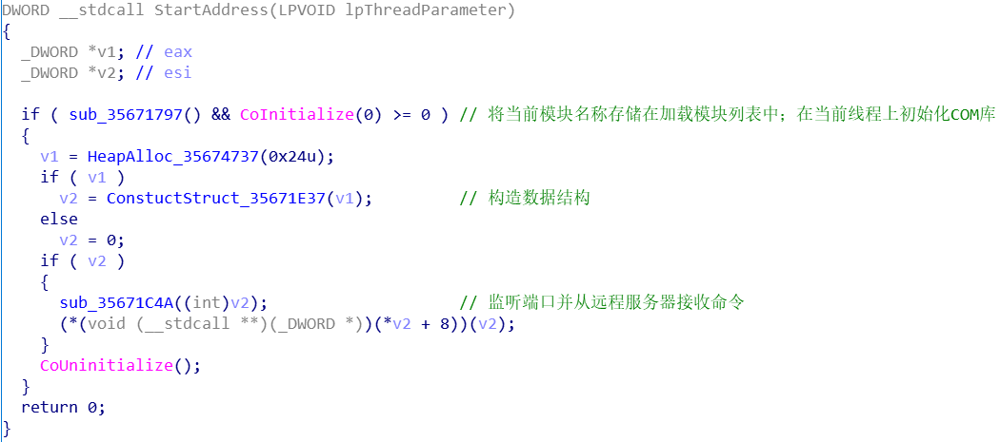 DWORD __stdcall StartAddress(LPVOID lpThreadParameter)
{
  _DWORD *v1; // eax
  _DWORD *v2; // esi

  if ( sub_35671797() && CoInitialize(0) >= 0 ) // 将当前模块名称存储在加载模块列表中；在当前线程上初始化COM库
  {
    v1 = HeapAlloc_35674737(0x24u);
    if ( v1 )
      v2 = ConstuctStruct_35671E37(v1);         // 构造数据结构
    else
      v2 = 0;
    if ( v2 )
    {
      sub_35671C4A((int)v2);                    // 监听端口并从远程服务器接收命令
      (*(void (__stdcall **)(_DWORD *))(*v2 + 8))(v2);
    }
    CoUninitialize();
  }
  return 0;
}